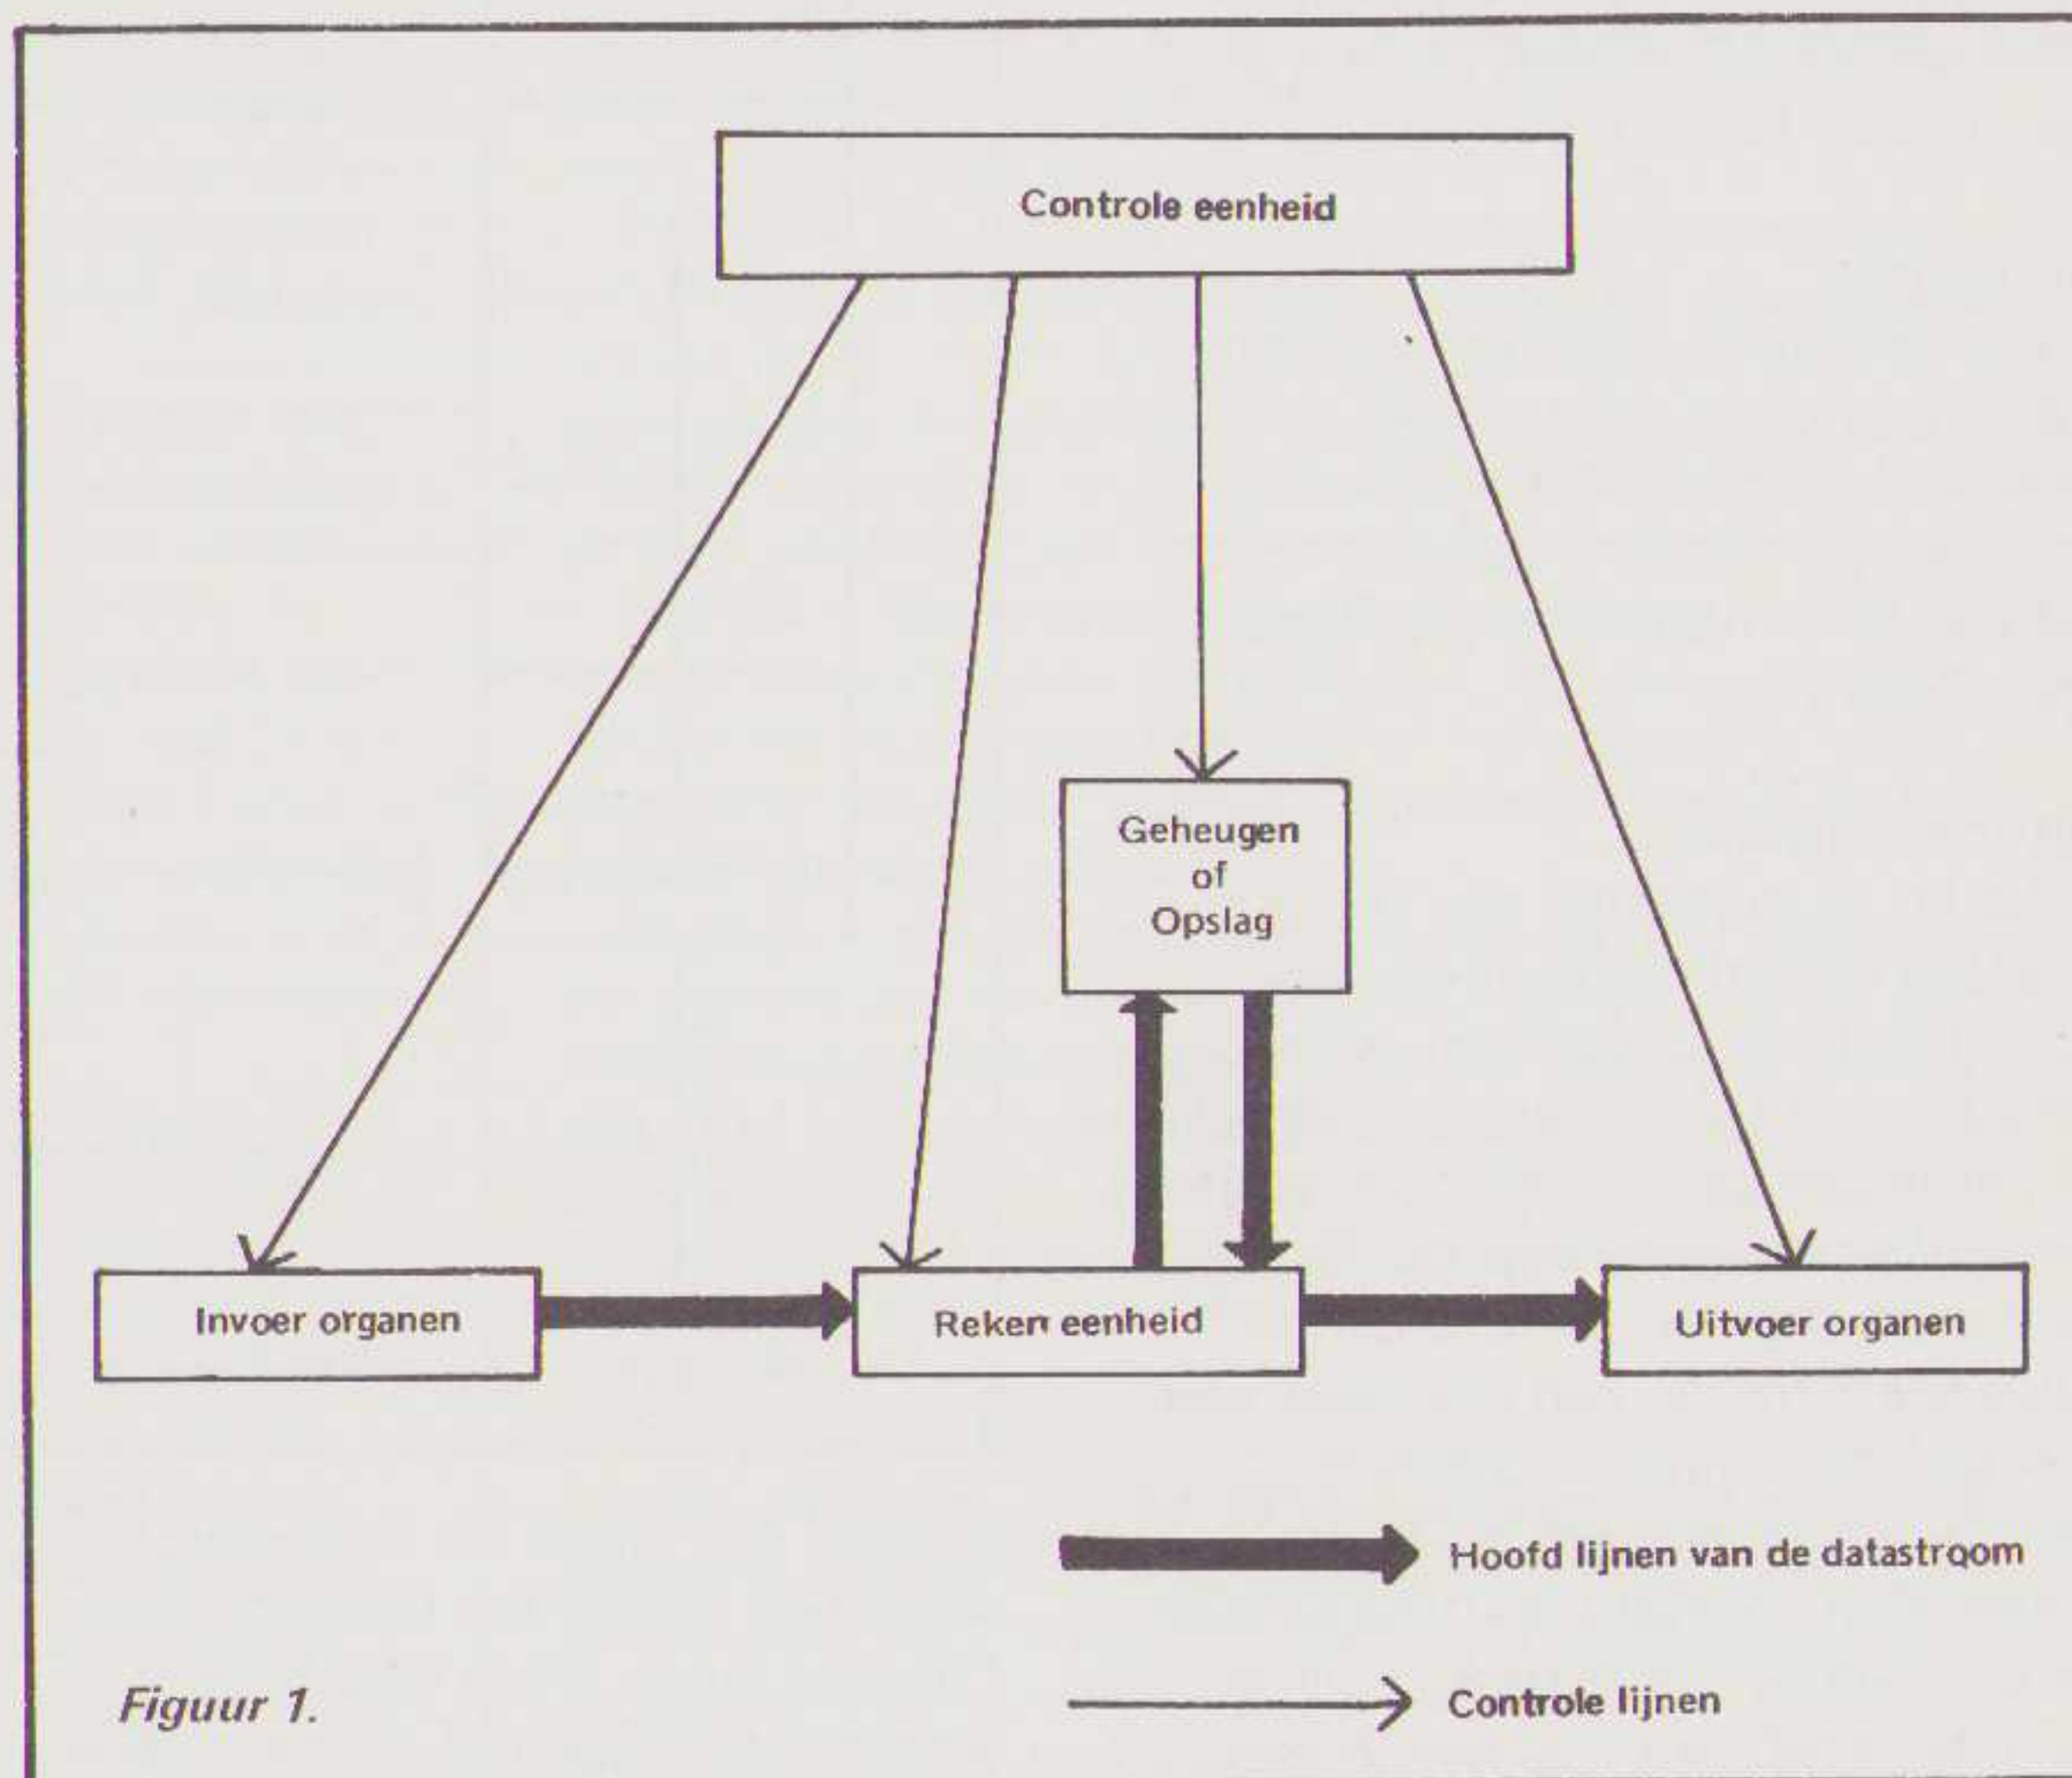 Controle eenheid
Geheugen
of
Opslag
Invoer organen
Reken eenheid
Uitvoer organen
Hoofd lijnen van de datastroom
Controle lijnen
Figuur 1.